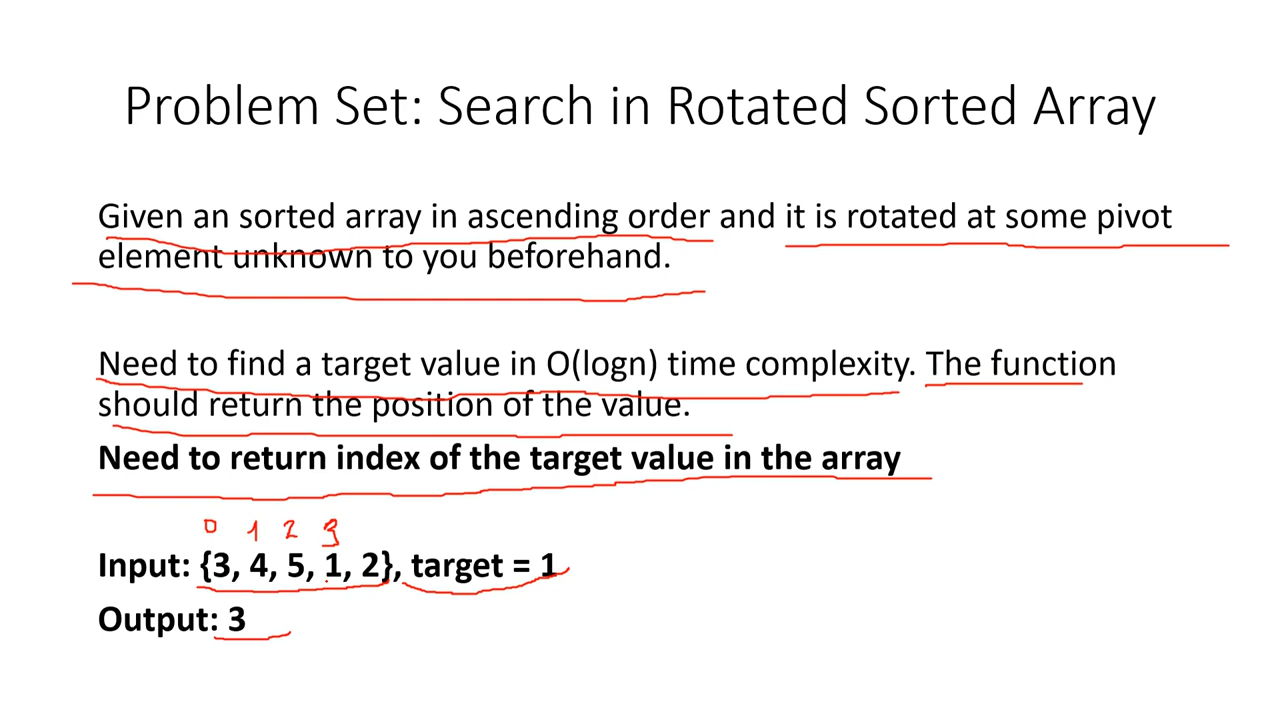 Problem Set: Search in Rotated Sorted Array
Given an sorted array in ascending order and it is rotated at some pivot
element unknown to you beforehand.
Need to find a target value in O(logn) time complexity. The function
should return the position of the value.
Need to return index of the target value in the array
0 1 2 3
Input: {3, 4, 5, 1, 2}, target = 1
Output: 3